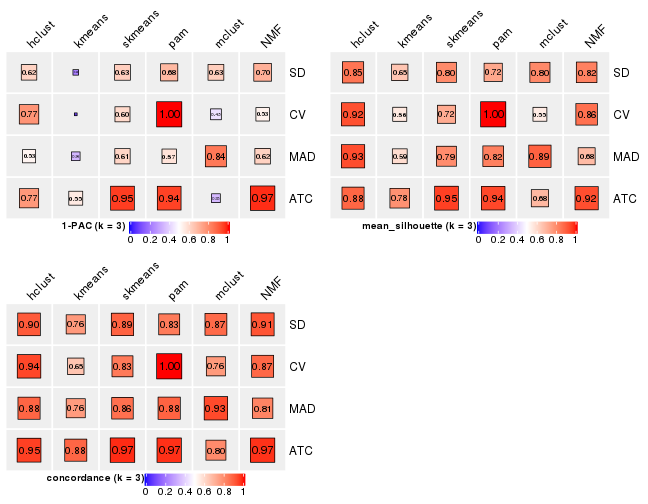 hclust kmeans skmeans pam mclust NMF
0.62 0.63 0.68 0.63 0.70 SD
0.77 0.60 1.00 0.53 CV
0.53 0.61 0.57 0.84 0.62 MAD
0.77 0.55 0.95 0.94 0.97 ATC
1-PAC (k = 3)
0 0.2 0.4 0.6 0.8 1
hclust kmeans skmeans pam mclust NMF
0.85 0.65 0.80 0.72 0.80 0.82 SD
0.92 0.56 0.72 1.00 0.55 0.86 CV
0.93 0.59 0.79 0.82 0.89 0.68 MAD
0.88 0.78 0.95 0.94 0.68 0.92 ATC
mean_silhouette (k = 3)
0 0.2 0.4 0.6 0.8 1
hclust kmeans skmeans pam mclust NMF
0.90 0.76 0.89 0.83 0.87 0.91 SD
0.94 0.65 0.83 1.00 0.76 0.87 CV
0.88 0.76 0.86 0.88 0.93 0.81 MAD
0.95 0.88 0.97 0.97 0.80 0.97 ATC
concordance (k = 3)
0 0.2 0.4 0.6 0.8 1